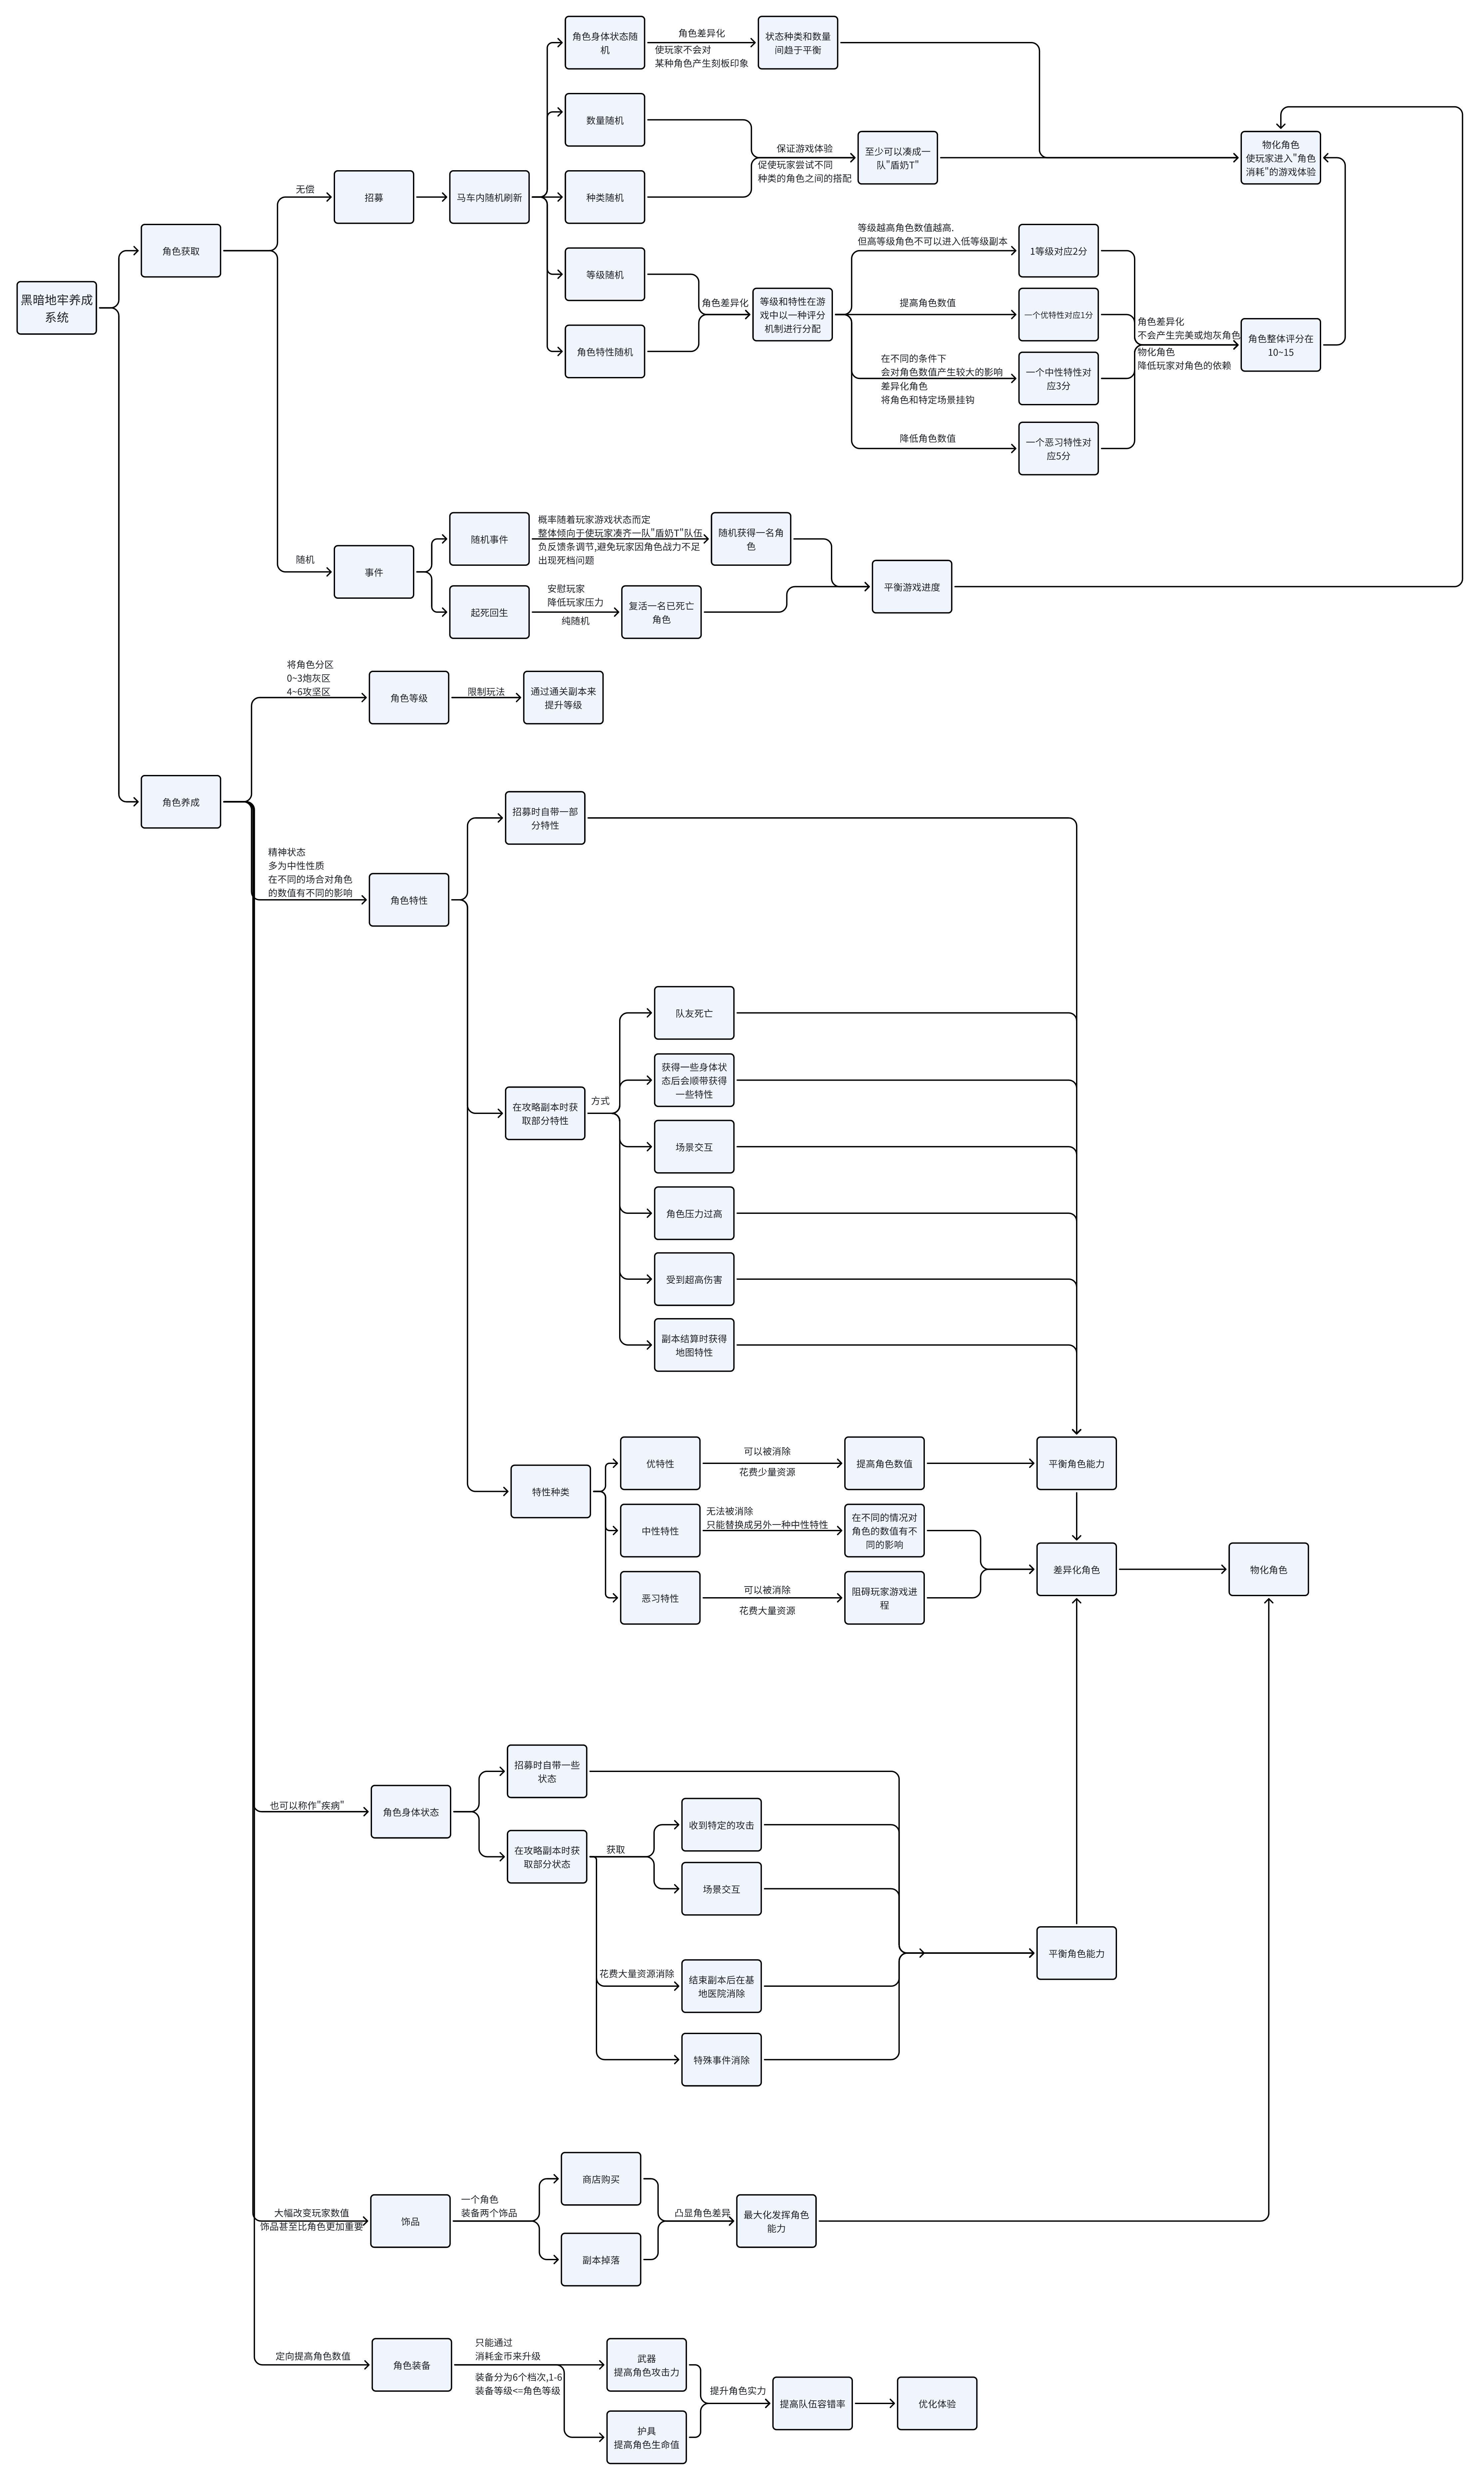 黑暗地牢养成
系统
角色获取
无偿
招募
马车内随机刷新
角色身体状态随
机
角色差异化
使玩家不会对
某种角色产生刻板印象
状态种类和数量
间趋于平衡
数量随机
种类随机
保证游戏体验
促使玩家尝试不同
种类的角色之间的搭配
至少可以凑成一
队"盾奶T"
物化角色
使玩家进入"角色
消耗"的游戏体验
等级随机
角色特性随机
角色差异化
等级和特性在游
戏中以一种评分
机制进行分配
等级越高角色数值越高.
但高等级角色不可以进入低等级副本
1等级对应2分
提高角色数值
一个优特性对应1分
在不同的条件下
会对角色数值产生较大的影响
差异化角色
将角色和特定场景挂钩
一个中性特性对
应3分
降低角色数值
一个恶习特性对
应5分
角色差异化
不会产生完美或炮灰角色
物化角色
降低玩家对角色的依赖
角色整体评分在
10~15
随机
事件
随机事件
概率随着玩家游戏状态而定
整体倾向于使玩家凑齐一队"盾奶T"队伍
负反馈条调节,避免玩家因角色战力不足
出现死档问题
随机获得一名角
色
起死回生
安慰玩家
降低玩家压力
纯随机
复活一名已死亡
角色
平衡游戏进度
角色养成
将角色分区
0~3炮灰区
4~6攻坚区
角色等级
限制玩法
通过通关副本来
提升等级
精神状态
多为中性性质
在不同的场合对角色
的数值有不同的影响
角色特性
招募时自带一部
分特性
在攻略副本时获
取部分特性
方式
队友死亡
获得一些身体状
态后会顺带获得
一些特性
场景交互
角色压力过高
受到超高伤害
副本结算时获得
地图特性
特性种类
优特性
可以被消除
花费少量资源
提高角色数值
平衡角色能力
中性特性
无法被消除
只能替换成另外一种中性特性
在不同的情况对
角色的数值有不
同的影响
差异化角色
物化角色
恶习特性
可以被消除
花费大量资源
阻碍玩家游戏进
程
也可以称作"疾病"
角色身体状态
招募时自带一些
状态
在攻略副本时获
取部分状态
获取
收到特定的攻击
场景交互
花费大量资源消除
结束副本后在基
地医院消除
特殊事件消除
平衡角色能力
大幅改变玩家数值
饰品甚至比角色更加重要
饰品
一个角色
装备两个饰品
商店购买
副本掉落
凸显角色差异
最大化发挥角色
能力
定向提高角色数值
角色装备
只能通过
消耗金币来升级
装备分为6个档次,1-6
装备等级<=角色等级
武器
提高角色攻击力
护具
提高角色生命值
提升角色实力
提高队伍容错率
优化体验